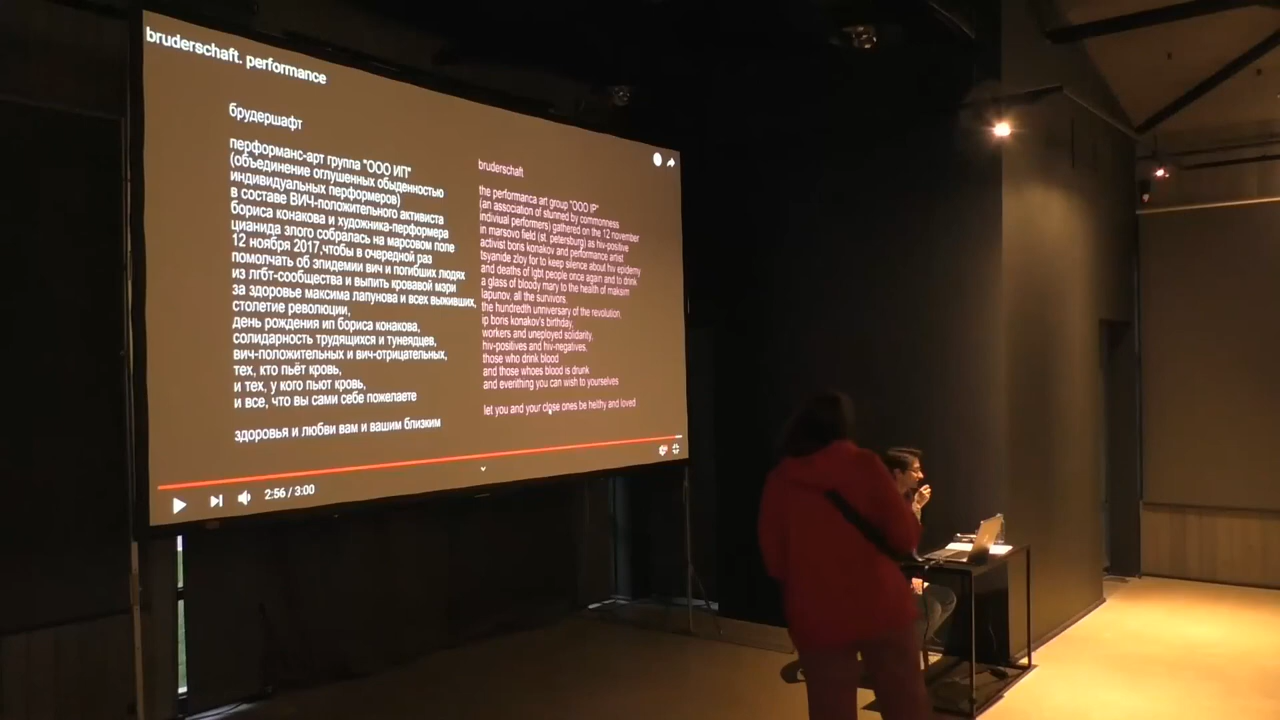 bruderschaft. performance
брудершафт
перформанс-арт группа "ООО ИП"
(объединение оглушенных обыденностью
индивидуальных перформеров)
в составе ВИЧ-положительного активиста
бориса конакова и художника-перформера
цианида злого собралась на марсовом поле
12 ноября 2017,чтобы в очередной раз
помолчать об эпидемии вич и погибших людях
из лгбт-сообщества и выпить кровавой мэри
за здоровье максима лапунова и всех выживших,
столетие революции,
день рождения ип бориса конакова,
солидарность трудящихся и тунеядцев,
вич-положительных и вич-отрицательных,
тех, кто пьёт кровь,
и тех, у кого пьют кровь,
и все, что вы сами себе пожелаете
здоровья и любви вам и вашим близким
bruderschaft
the performanca art group "OOO IP"
(an association of stunned by commonness
indiviual performers) gathered on the 12 november
in marsovo field (st. petersburg) as hiv-positive
activist boris konakov and performance artist
tsyanide zloy for to keep silence about hiv epidemy
and deaths of lgbt people once again and to drink
a glass of bloody mary to the health of maksim
lapunov, all the survivors,
the hundredth unniversary of the revolution,
ip boris konakov's birthday,
workers and uneployed solidarity,
hiv-positives and hiv-negatives,
those who drink blood
and those whoes blood is drunk
and everithing you can wish to yourselves
let you and your close ones be helthy and loved
2:56 / 3:00